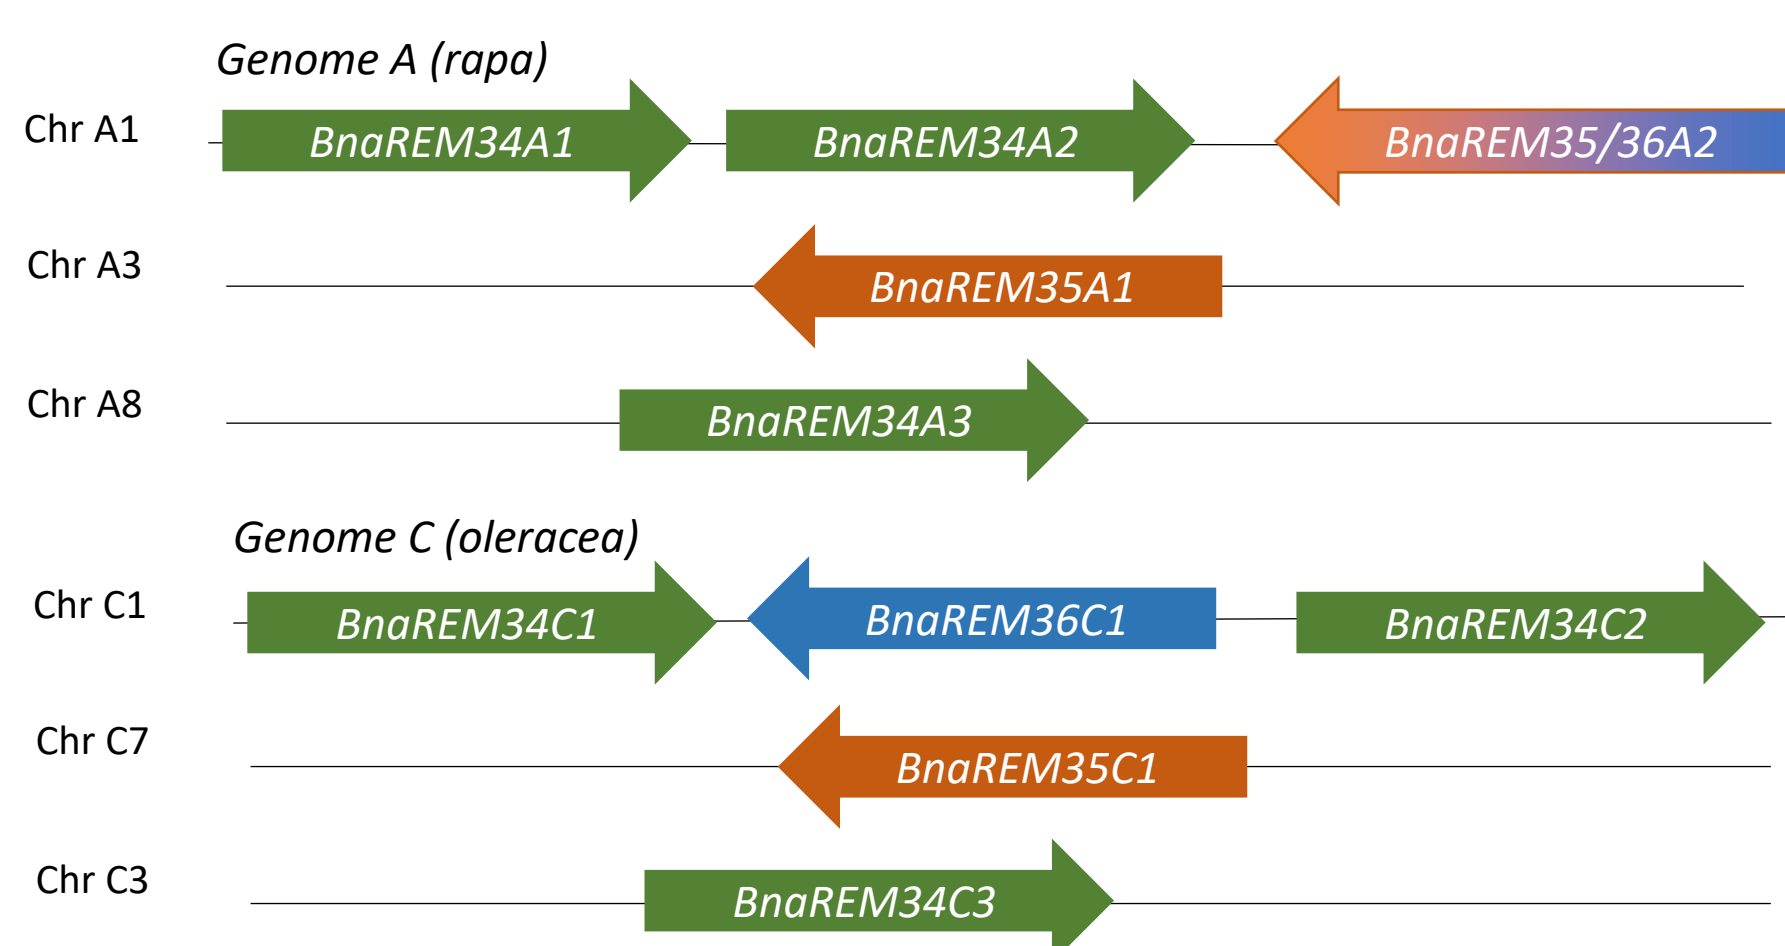 Genome A (rapa)
Chr A1 BnaREM34A1 BnaREM34A2 BnaREM35/36A2
Chr A3 BnaREM35A1
Chr A8 BnaREM34A3
Genome C (oleracea)
Chr C1 BnaREM34C1 BnaREM36C1 BnaREM34C2
Chr C7 BnaREM35C1
Chr C3 BnaREM34C3